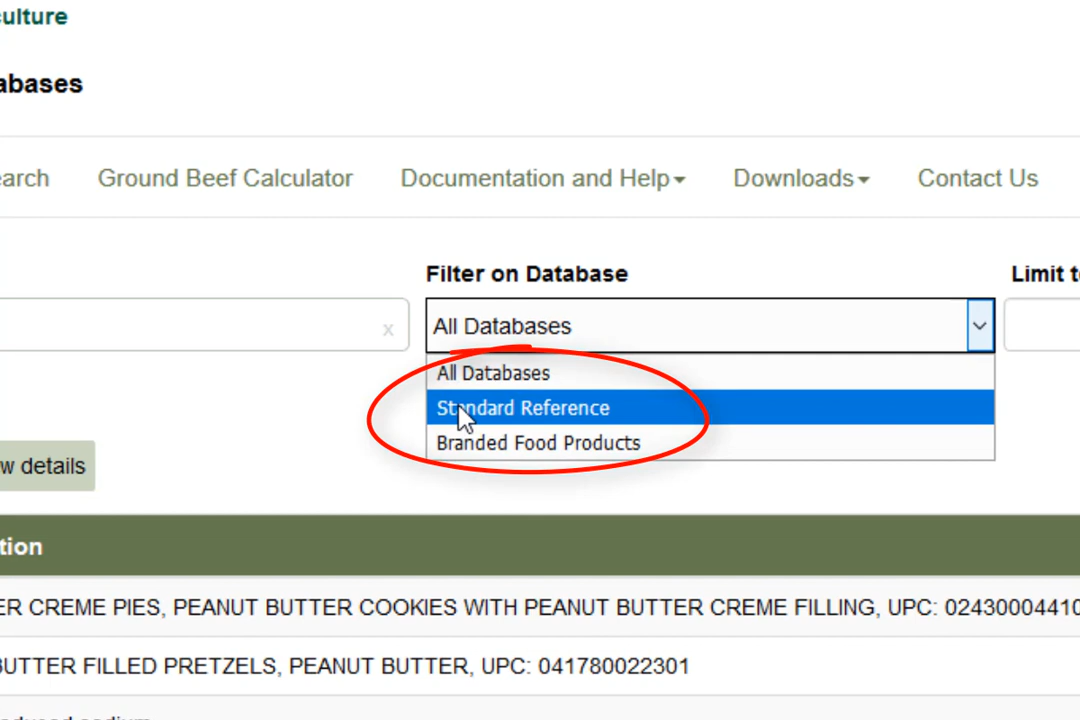 culture
abases
earch Ground Beef Calculator Documentation and Help Downloads Contact Us
Filter on Database Limit t
x All Databases
All Databases
Standard Reference
Branded Food Products
w details
tion
ER CREME PIES, PEANUT BUTTER COOKIES WITH PEANUT BUTTER CREME FILLING, UPC: 02430004410
BUTTER FILLED PRETZELS, PEANUT BUTTER, UPC: 041780022301